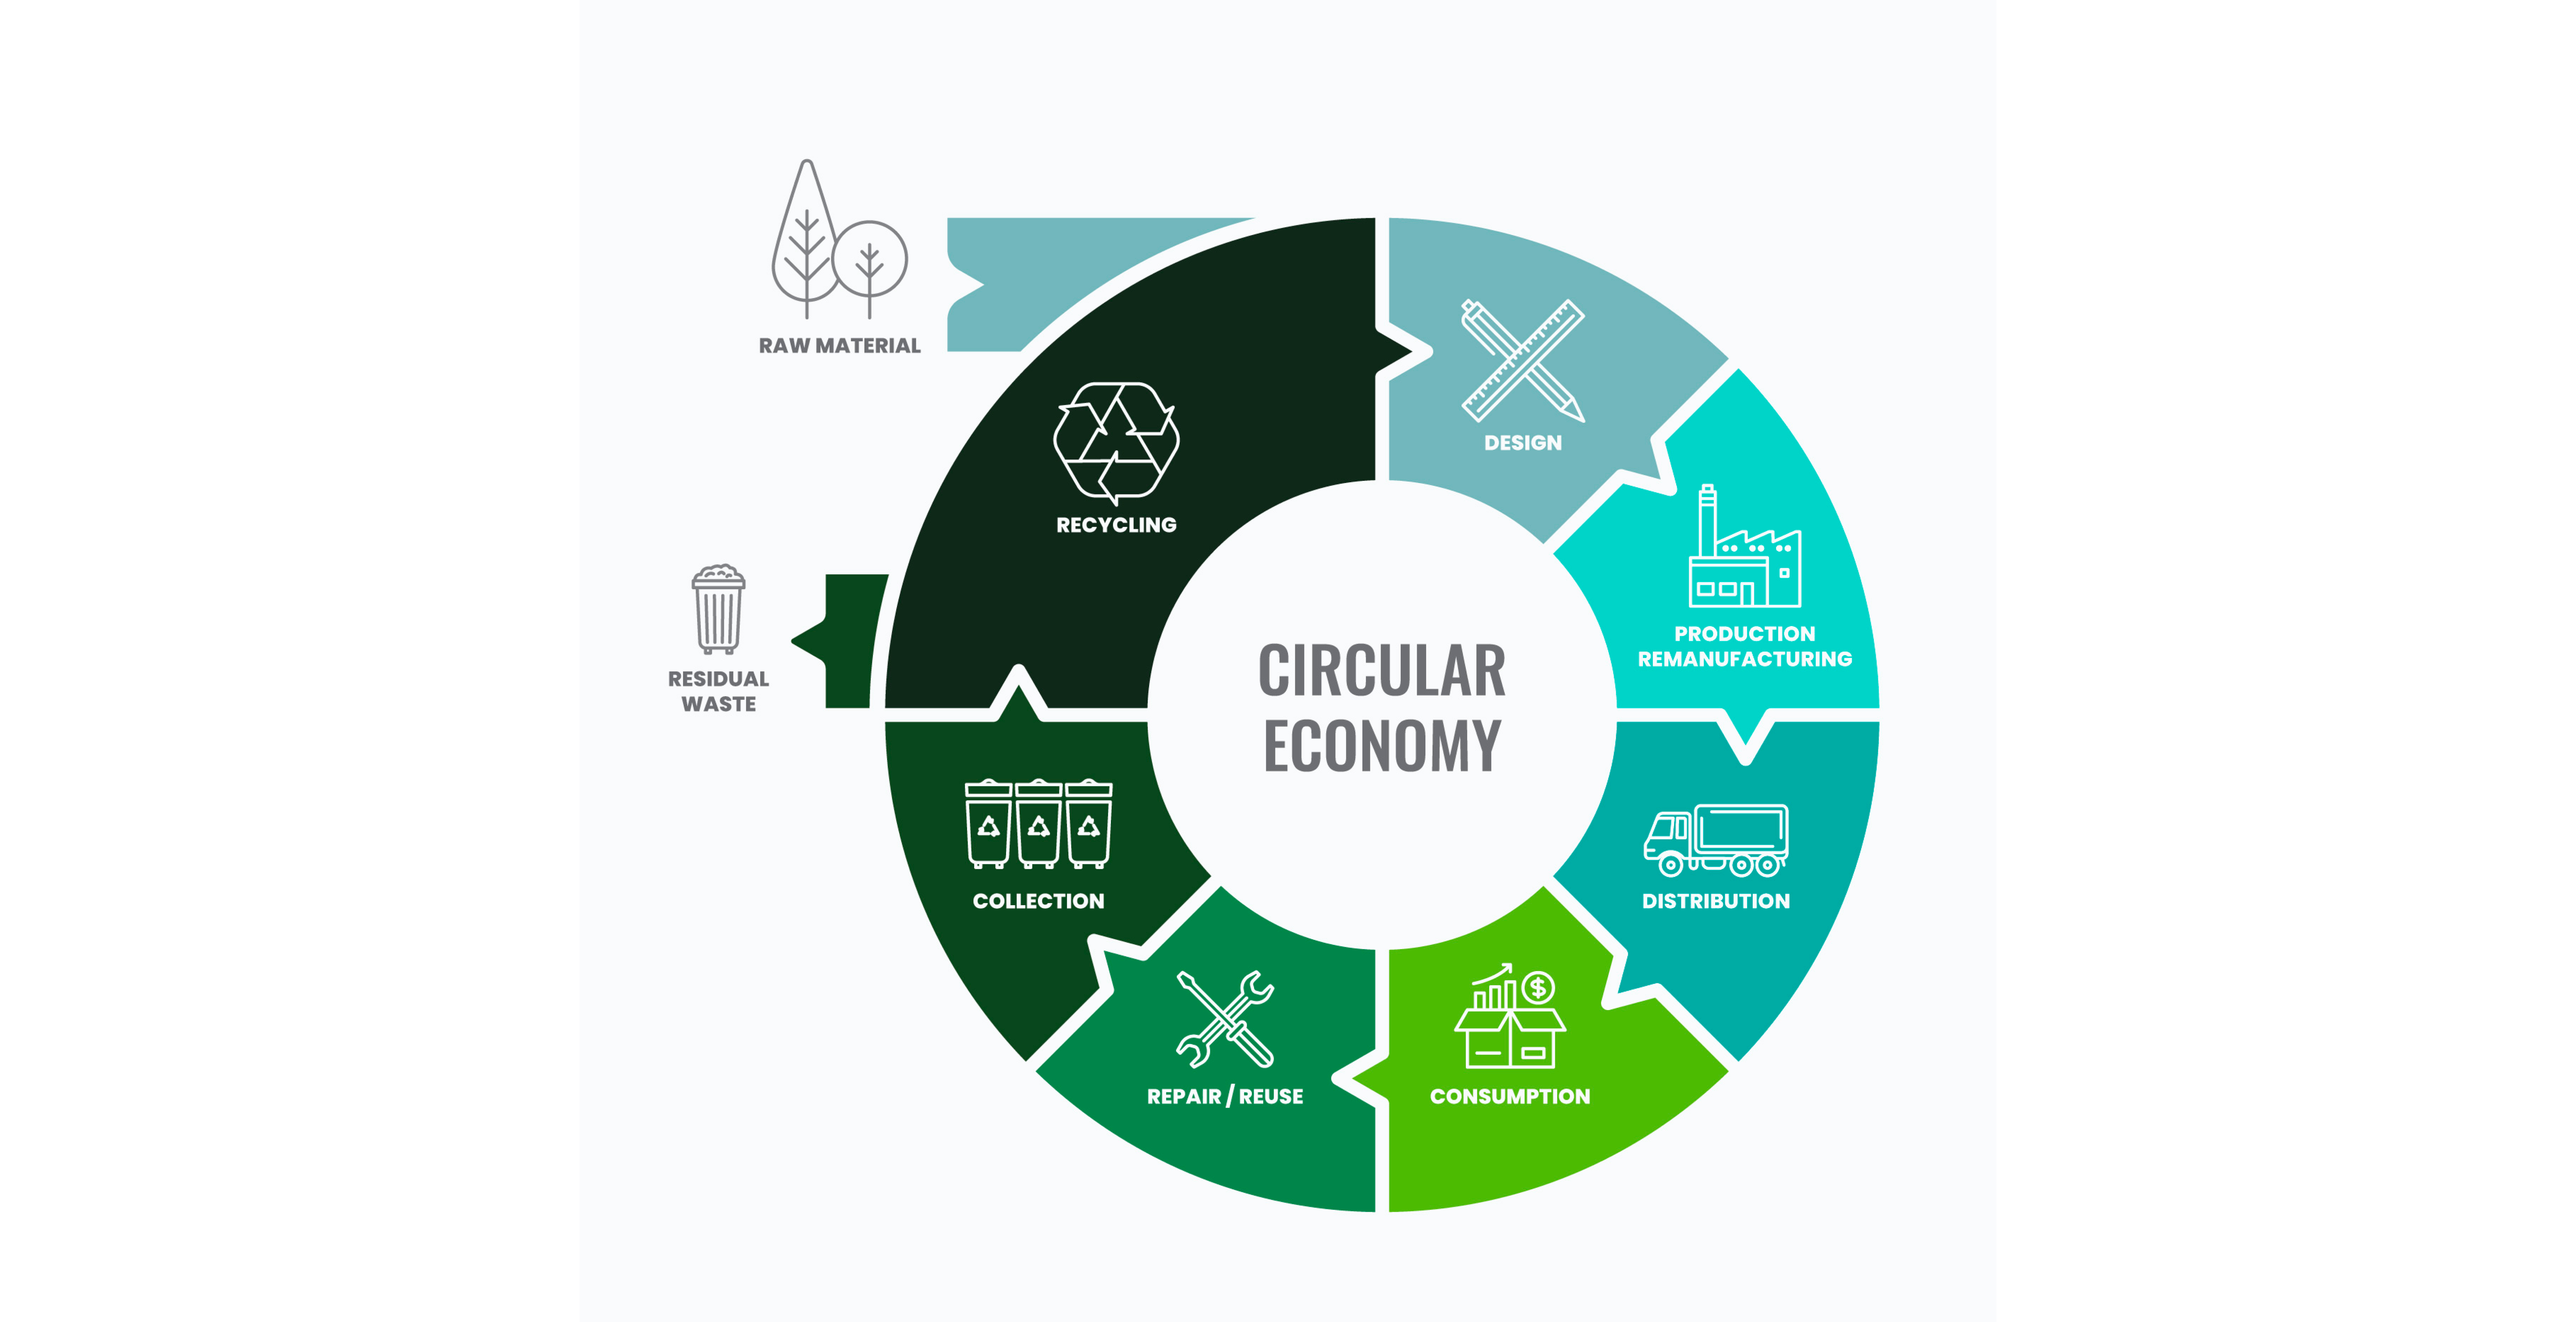 RAW MATERIAL
DESIGN
RECYCLING
PRODUCTION
REMANUFACTURING
CIRCULAR
ECONOMY
RESIDUAL
WASTE
$
COLLECTION
DISTRIBUTION
REPAIR / REUSE
CONSUMPTION